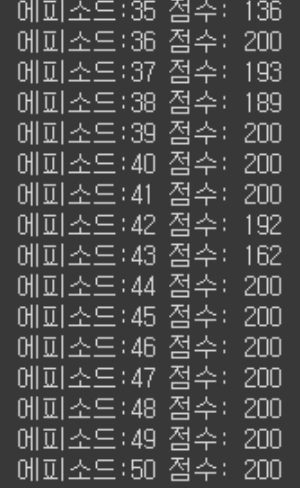 에피소드:35 점수: 136
에피소드:36 점수: 200
에피소드:37 점수: 193
에피소드:38 점수: 189
에피소드:39 점수: 200
에피소드:40 점수: 200
에피소드:41 점수: 200
에피소드:42 점수: 192
에피소드:43 점수: 162
에피소드:44 점수: 200
에피소드:45 점수: 200
에피소드:46 점수: 200
에피소드:47 점수: 200
에피소드:48 점수: 200
에피소드:49 점수: 200
에피소드:50 점수: 200